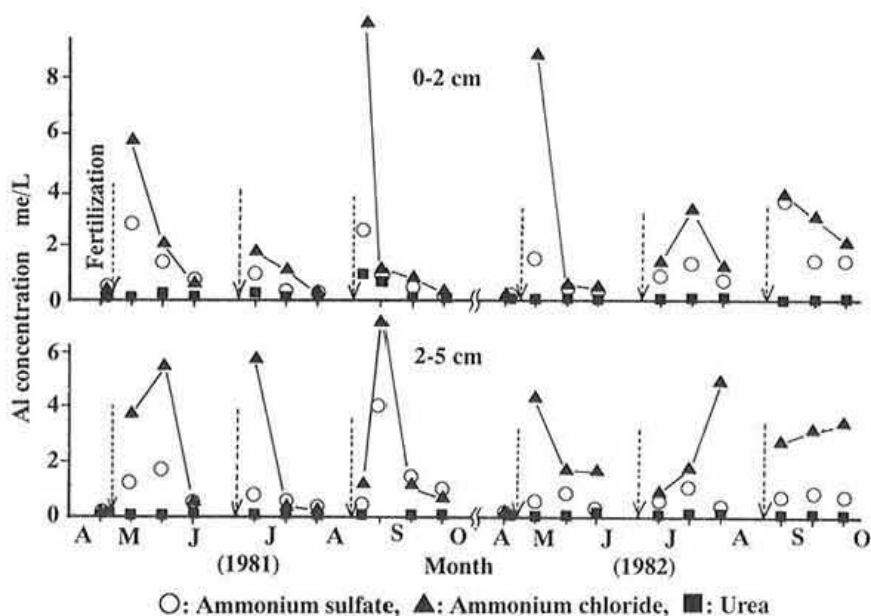 0-2 cm
8
6
4
2
0
Fertilization
Al concentration me/L
2-5 cm
6
4
2
0
A M J J A S O A M J J A S O
(1981) Month (1982)
○: Ammonium sulfate, ▲: Ammonium chloride, ■: Urea